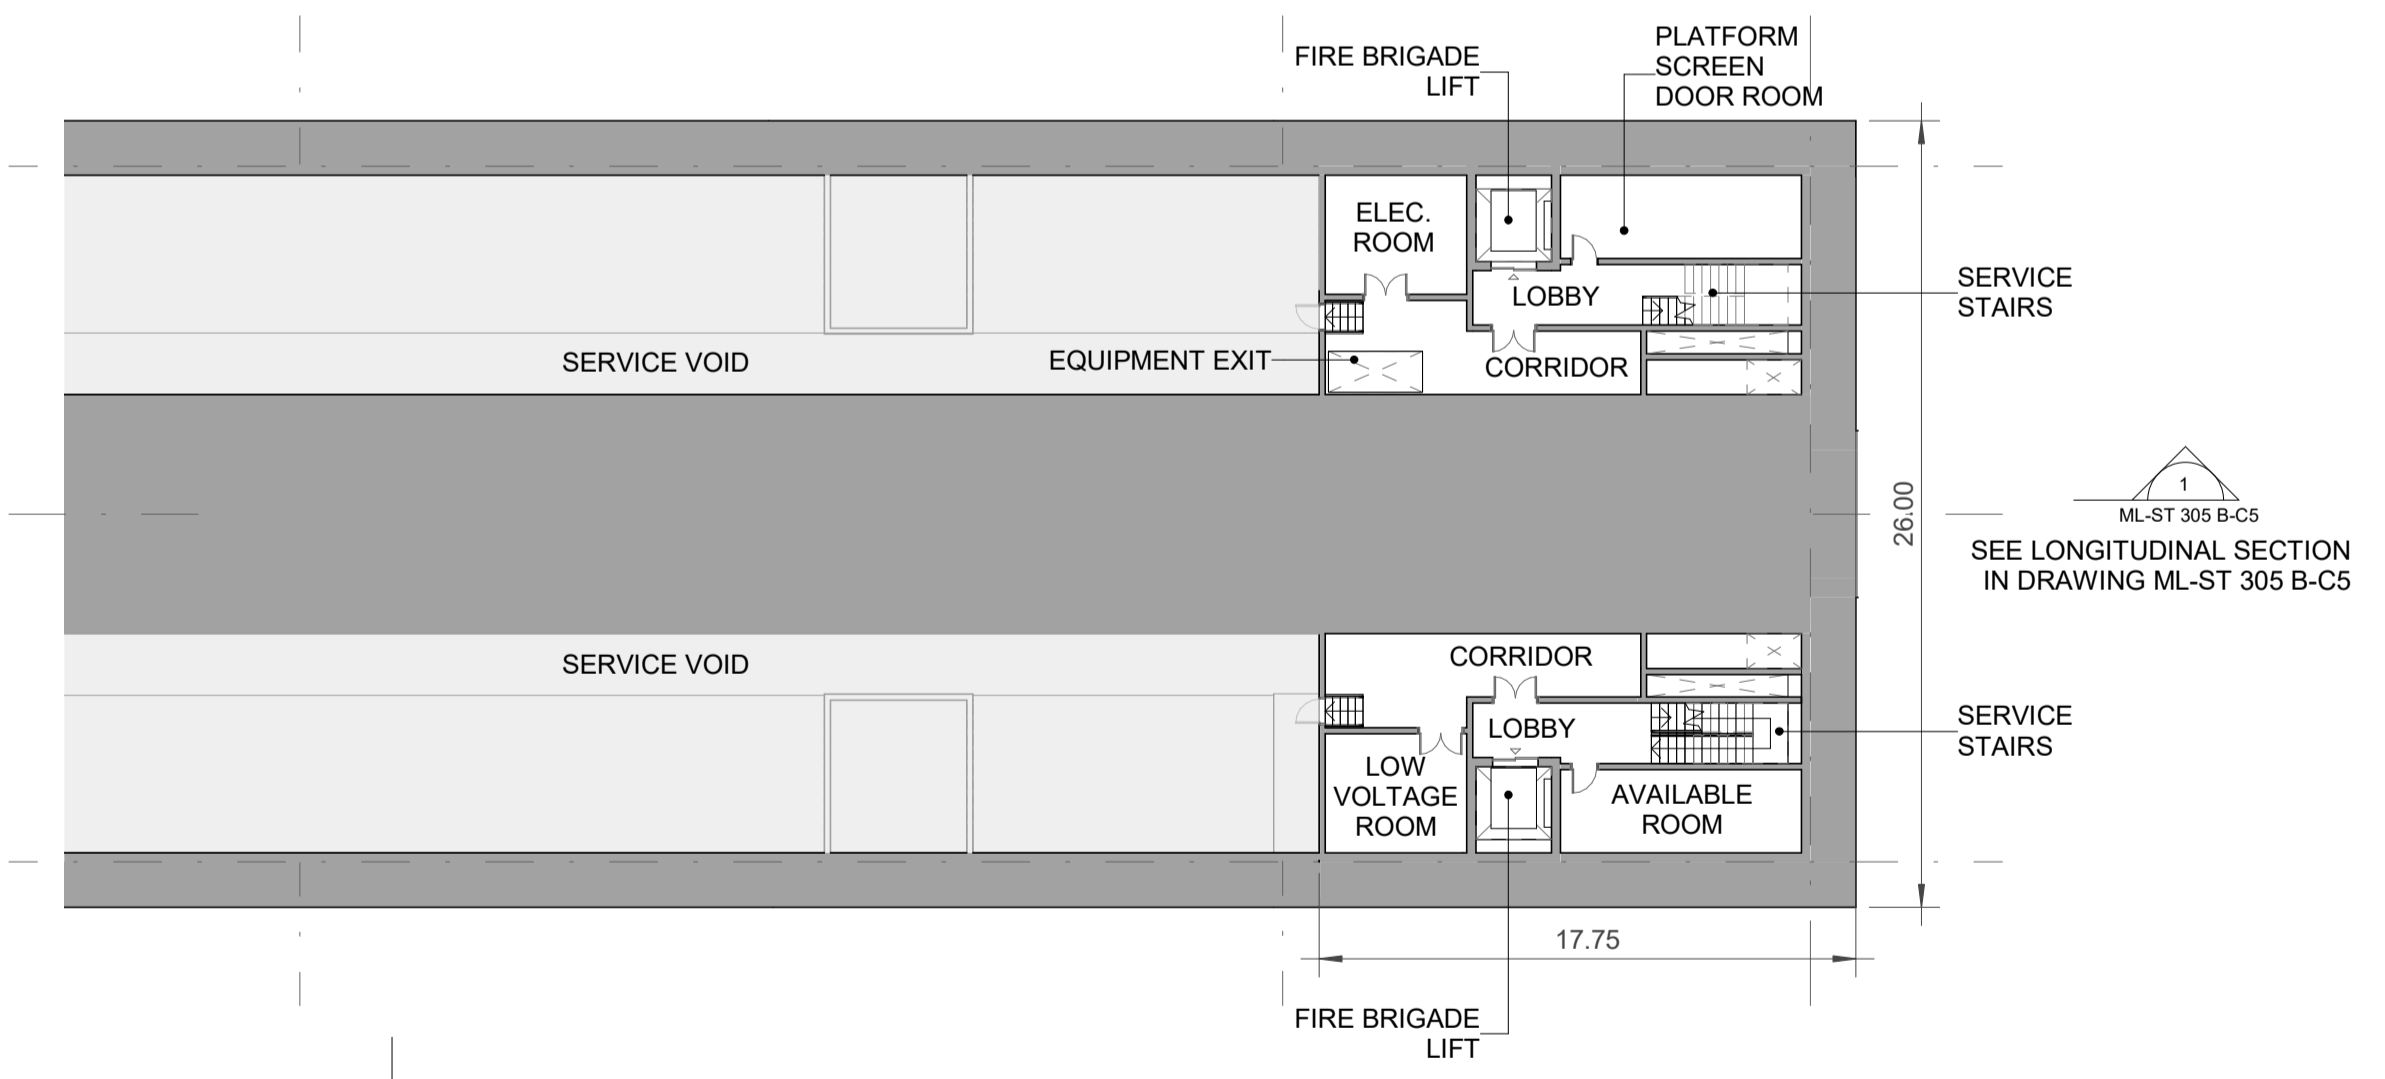 FIRE BRIGADE
LIFT
PLATFORM
SCREEN
DOOR ROOM
ELEC.
ROOM
LOBBY
SERVICE
STAIRS
SERVICE VOID
EQUIPMENT EXIT
CORRIDOR
26.00
1
ML-ST 305 B-C5
SEE LONGITUDINAL SECTION
IN DRAWING ML-ST 305 B-C5
SERVICE VOID
CORRIDOR
LOBBY
SERVICE
STAIRS
LOW
VOLTAGE
ROOM
AVAILABLE
ROOM
17.75
FIRE BRIGADE
LIFT